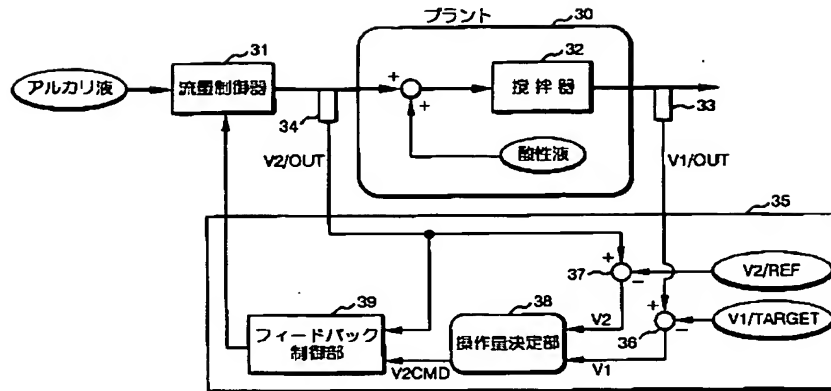 プラント
30
31
32
アルカリ液
流量制御器
+
+
撹拌器
34
33
酸性液
V2/OUT
V1/OUT
35
+
37
−
V2/REF
39
38
フィードバック
制御部
操作量決定部
V2
+
36
−
V1/TARGET
V2CMD
V1